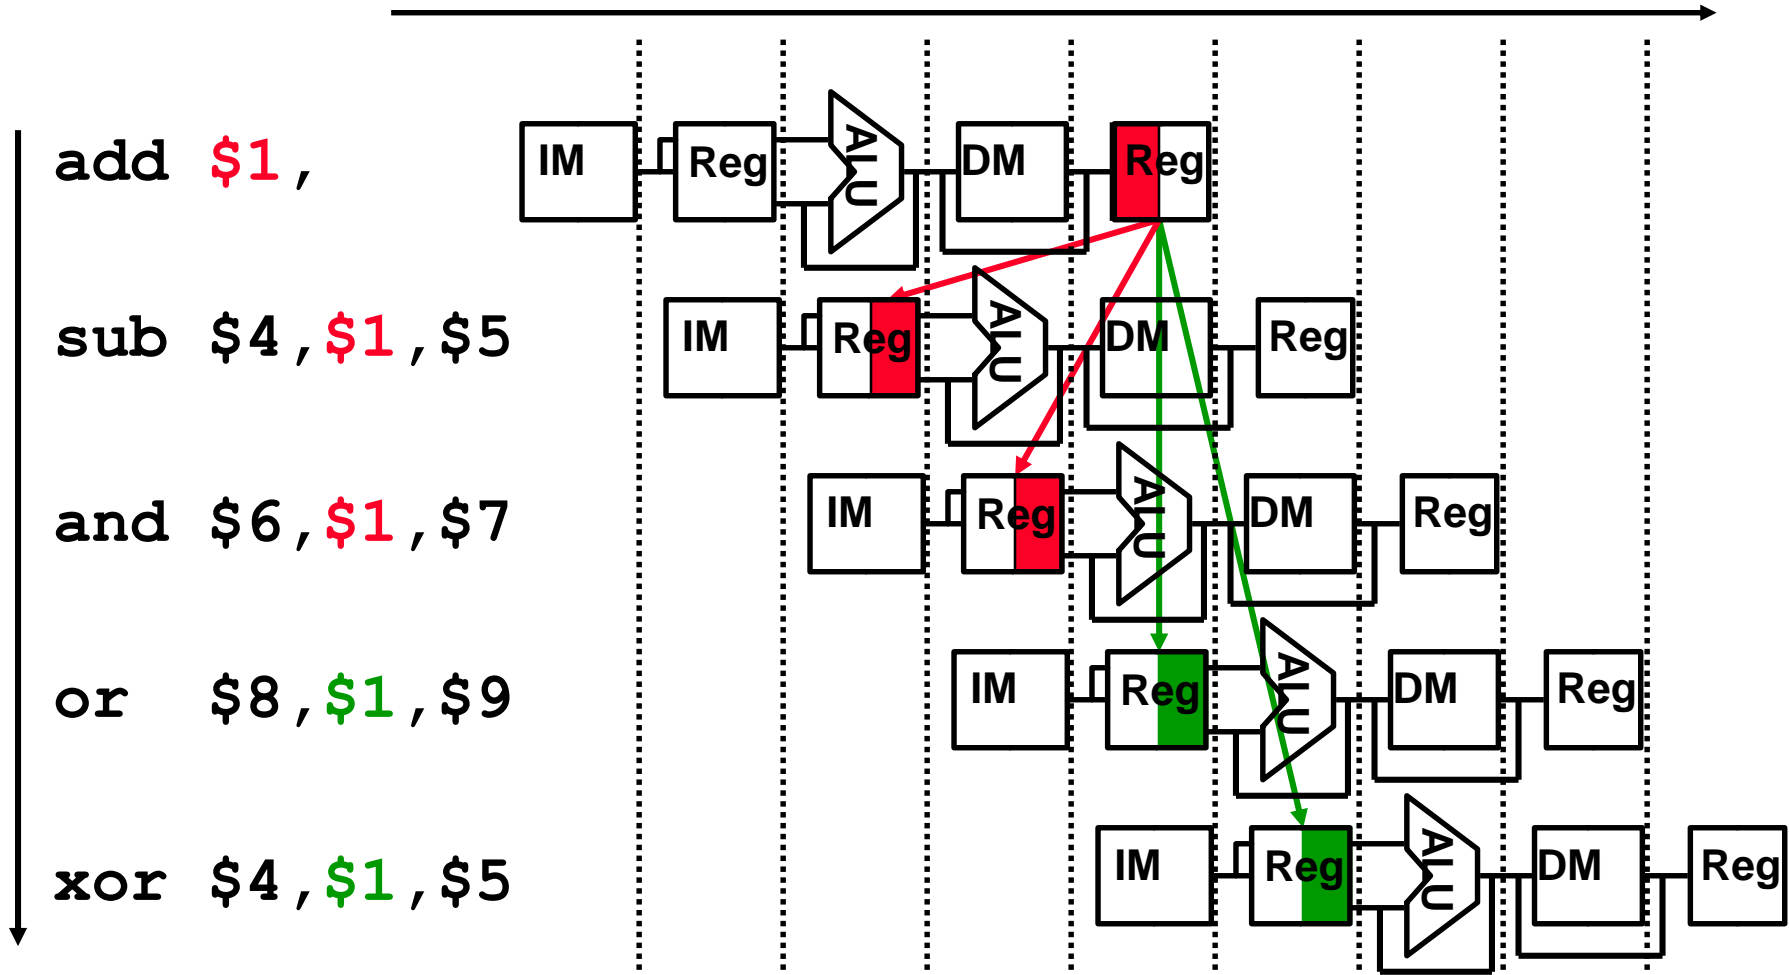 add $1, IM Reg ALU DM Reg
sub $4,$1,$5 IM Reg ALU DM Reg
and $6,$1,$7 IM Reg ALU DM Reg
or $8,$1,$9 IM Reg ALU DM Reg
xor $4,$1,$5 IM Reg ALU DM Reg